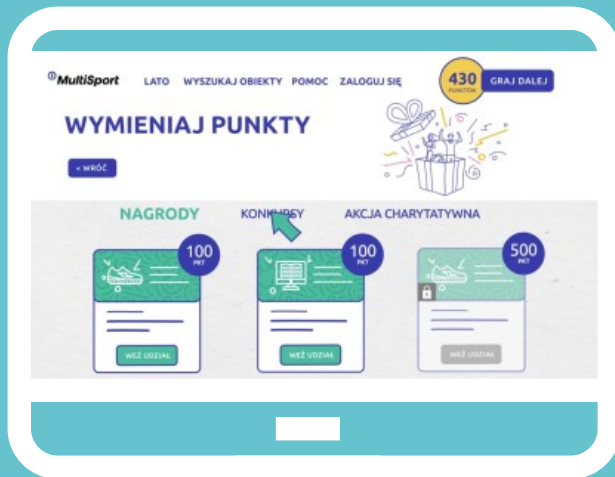 MultiSport LATO WYSZUKAJ OBIEKTY POMOC ZALOGUJ SIĘ 430 PUNKTÓW GRAJ DALEJ
WYMIENIAJ PUNKTY
< WRÓĆ
NAGRODY KONKURSY AKCJA CHARYTATYWNA
100 PKT 100 PKT 500 PKT
WEŹ UDZIAŁ WEŹ UDZIAŁ WEŹ UDZIAŁ